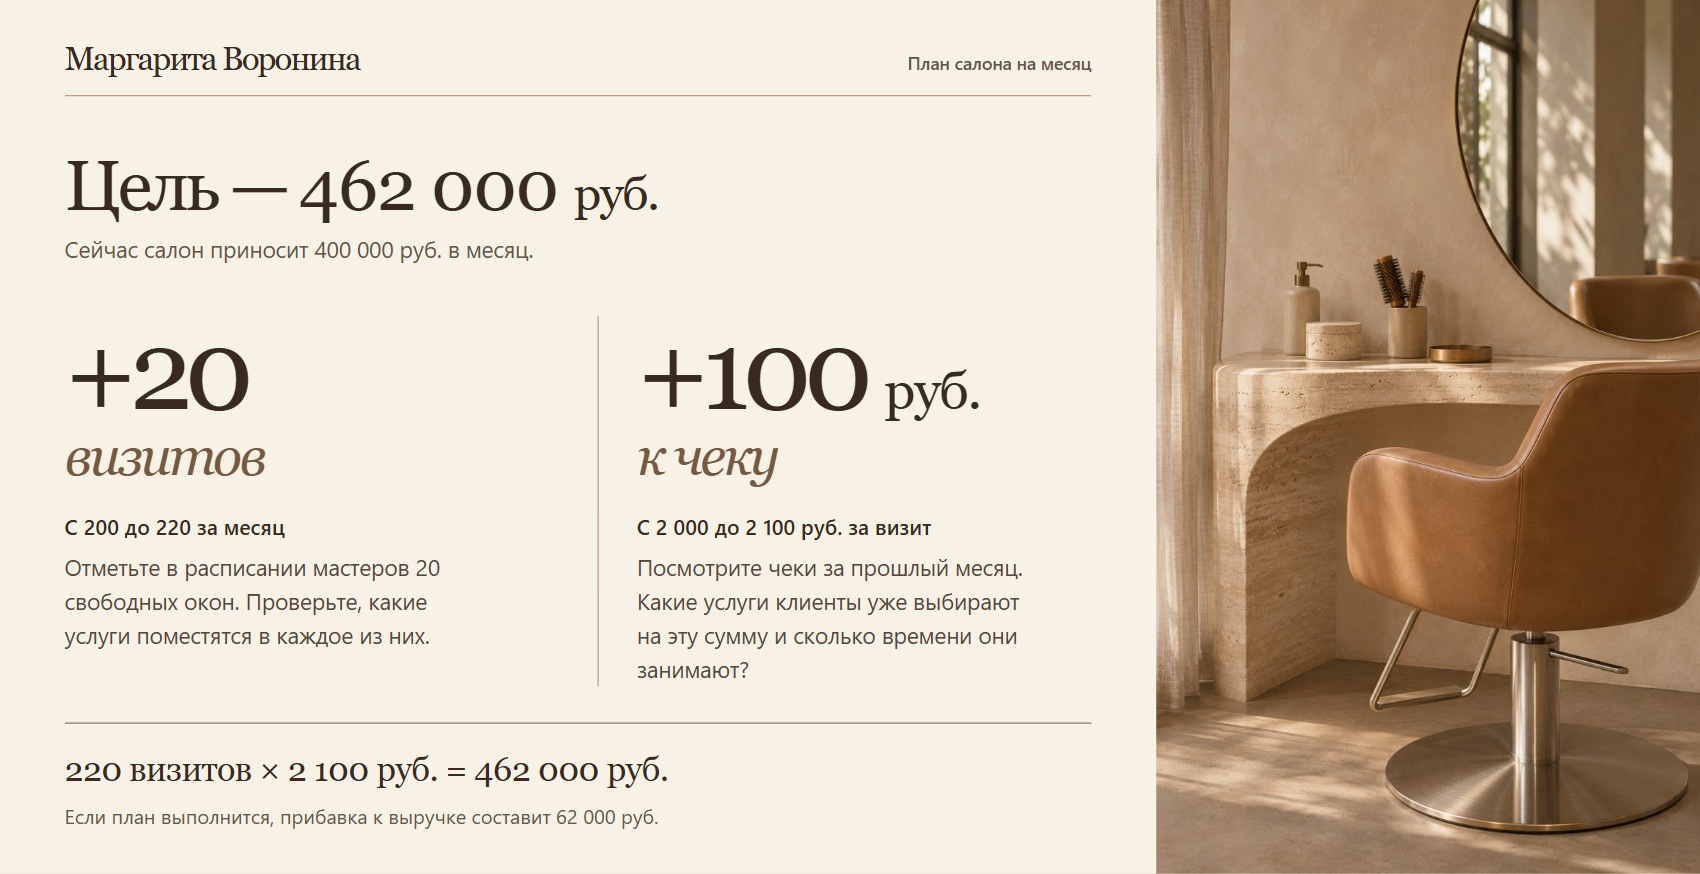 Маргарита Воронина
План салона на месяц
Цель — 462 000 руб.
Сейчас салон приносит 400 000 руб. в месяц.
+20
визитов
С 200 до 220 за месяц
Отметьте в расписании мастеров 20
свободных окон. Проверьте, какие
услуги поместятся в каждое из них.
+100 руб.
к чеку
С 2 000 до 2 100 руб. за визит
Посмотрите чеки за прошлый месяц.
Какие услуги клиенты уже выбирают
на эту сумму и сколько времени они
занимают?
220 визитов × 2 100 руб. = 462 000 руб.
Если план выполнится, прибавка к выручке составит 62 000 руб.